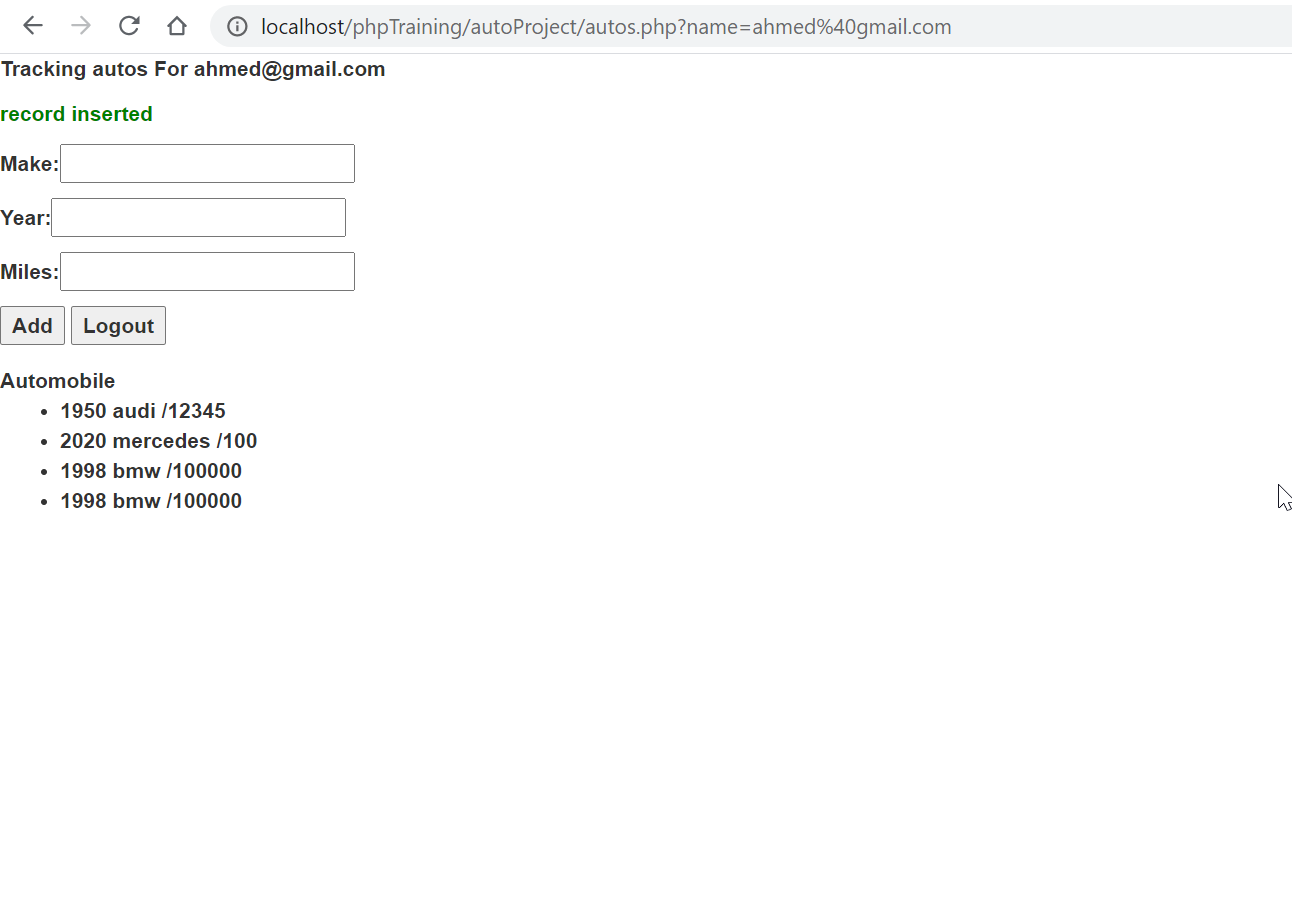 localhost/phpTraining/autoProject/autos.php?name=ahmed%40gmail.com
Tracking autos For ahmed@gmail.com
record inserted
Make:
Year:
Miles:
Add Logout
Automobile
• 1950 audi /12345
• 2020 mercedes /100
• 1998 bmw /100000
• 1998 bmw /100000